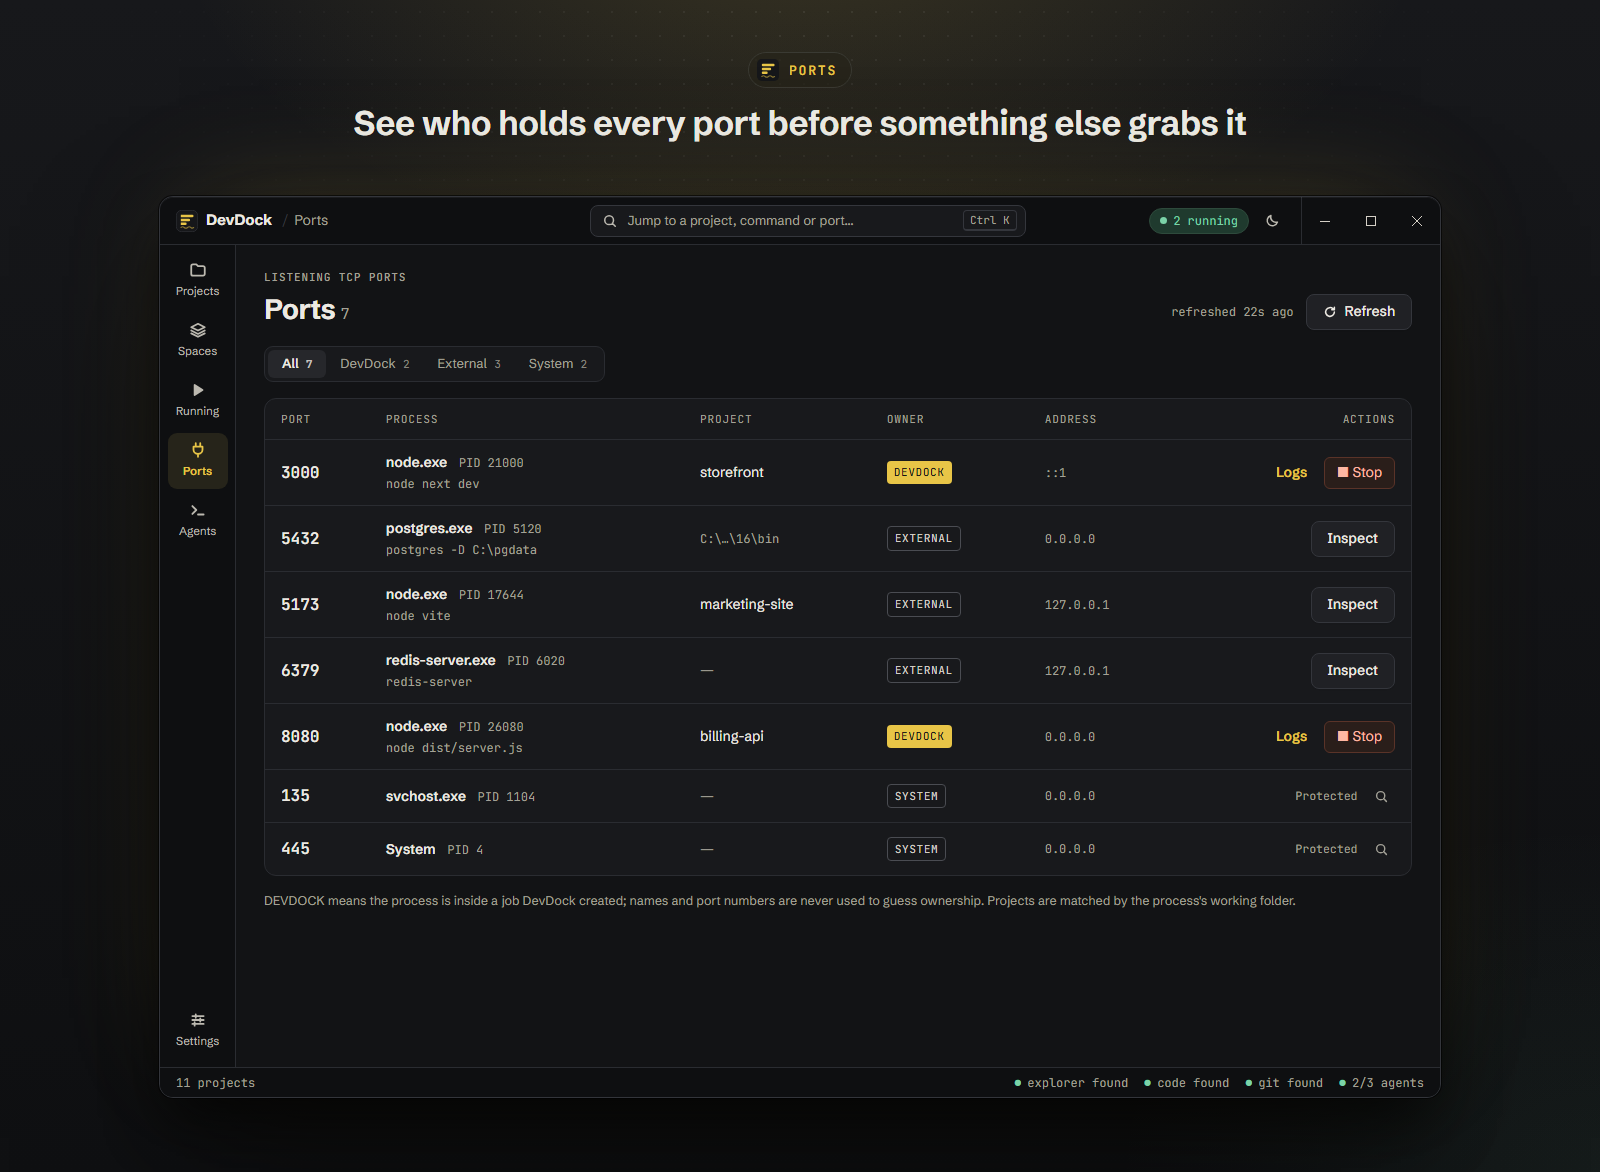 PORTS
See who holds every port before something else grabs it
DevDock / Ports
Jump to a project, command or port...
Ctrl K
2 running
Projects
Spaces
Running
Ports
Agents
Settings
LISTENING TCP PORTS
Ports 7
refreshed 22s ago
Refresh
All 7 DevDock 2 External 3 System 2
PORT PROCESS PROJECT OWNER ADDRESS ACTIONS
3000 node.exe PID 21000 storefront DEVDOCK ::1 Logs Stop
node next dev
5432 postgres.exe PID 5120 C:\…\16\bin EXTERNAL 0.0.0.0 Inspect
postgres -D C:\pgdata
5173 node.exe PID 17644 marketing-site EXTERNAL 127.0.0.1 Inspect
node vite
6379 redis-server.exe PID 6020 — EXTERNAL 127.0.0.1 Inspect
redis-server
8080 node.exe PID 26080 billing-api DEVDOCK 0.0.0.0 Logs Stop
node dist/server.js
135 svchost.exe PID 1104 — SYSTEM 0.0.0.0 Protected
445 System PID 4 — SYSTEM 0.0.0.0 Protected
DEVDOCK means the process is inside a job DevDock created; names and port numbers are never used to guess ownership. Projects are matched by the process's working folder.
11 projects
explorer found code found git found 2/3 agents